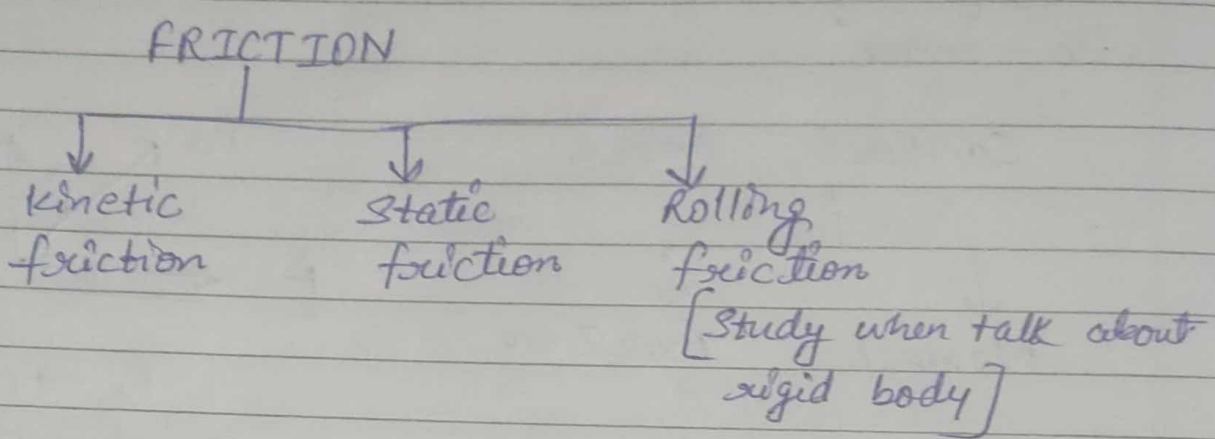 FRICTION
Kinetic Static Rolling
friction friction friction
[Study when talk about
rigid body]